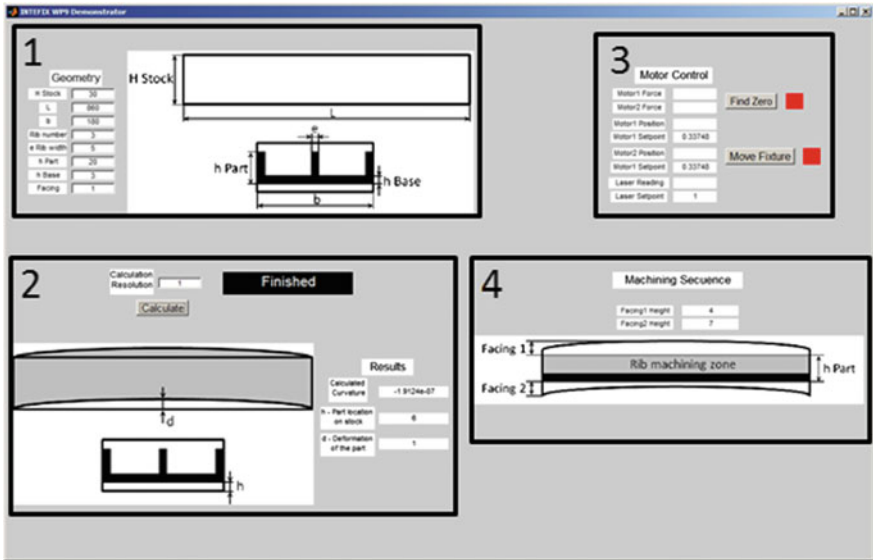 INTEFIX WP9 Demonstrator
1
Geometry
H Stock 30
L 860
b 180
Rib number 3
e Rib width 5
h Part 20
h Base 3
Facing 1
H Stock
L
e
h Part
h Base
b
3
Motor Control
Motor1 Force
Motor2 Force
Find Zero
Motor1 Position
Motor1 Setpoint 0.33748
Motor2 Position
Motor1 Setpoint 0.33748
Move Fixture
Laser Reading
Laser Setpoint 1
2
Calculation
Resolution 1
Finished
Calculate
d
h
Results
Calculated
Curvature -1.9124e-07
h - Part location
on stock 6
d - Deformation
of the part 1
4
Machining Secuence
Facing1 Height 4
Facing2 Height 7
Facing 1
Rib machining zone
h Part
Facing 2